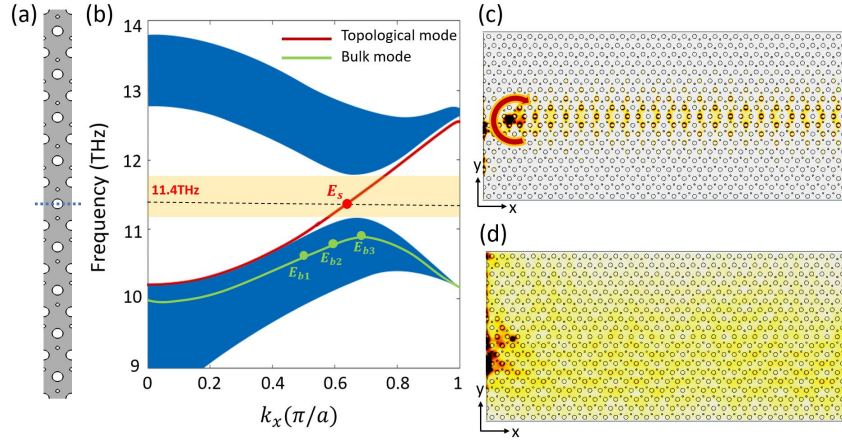 (a)
(b)
14
13
12
11
10
9
Frequency (THz)
Topological mode
Bulk mode
11.4THz
E_s
E_b1
E_b2
E_b3
0
0.2
0.4
0.6
0.8
1
k_x(π/a)
(c)
y
x
(d)
y
x